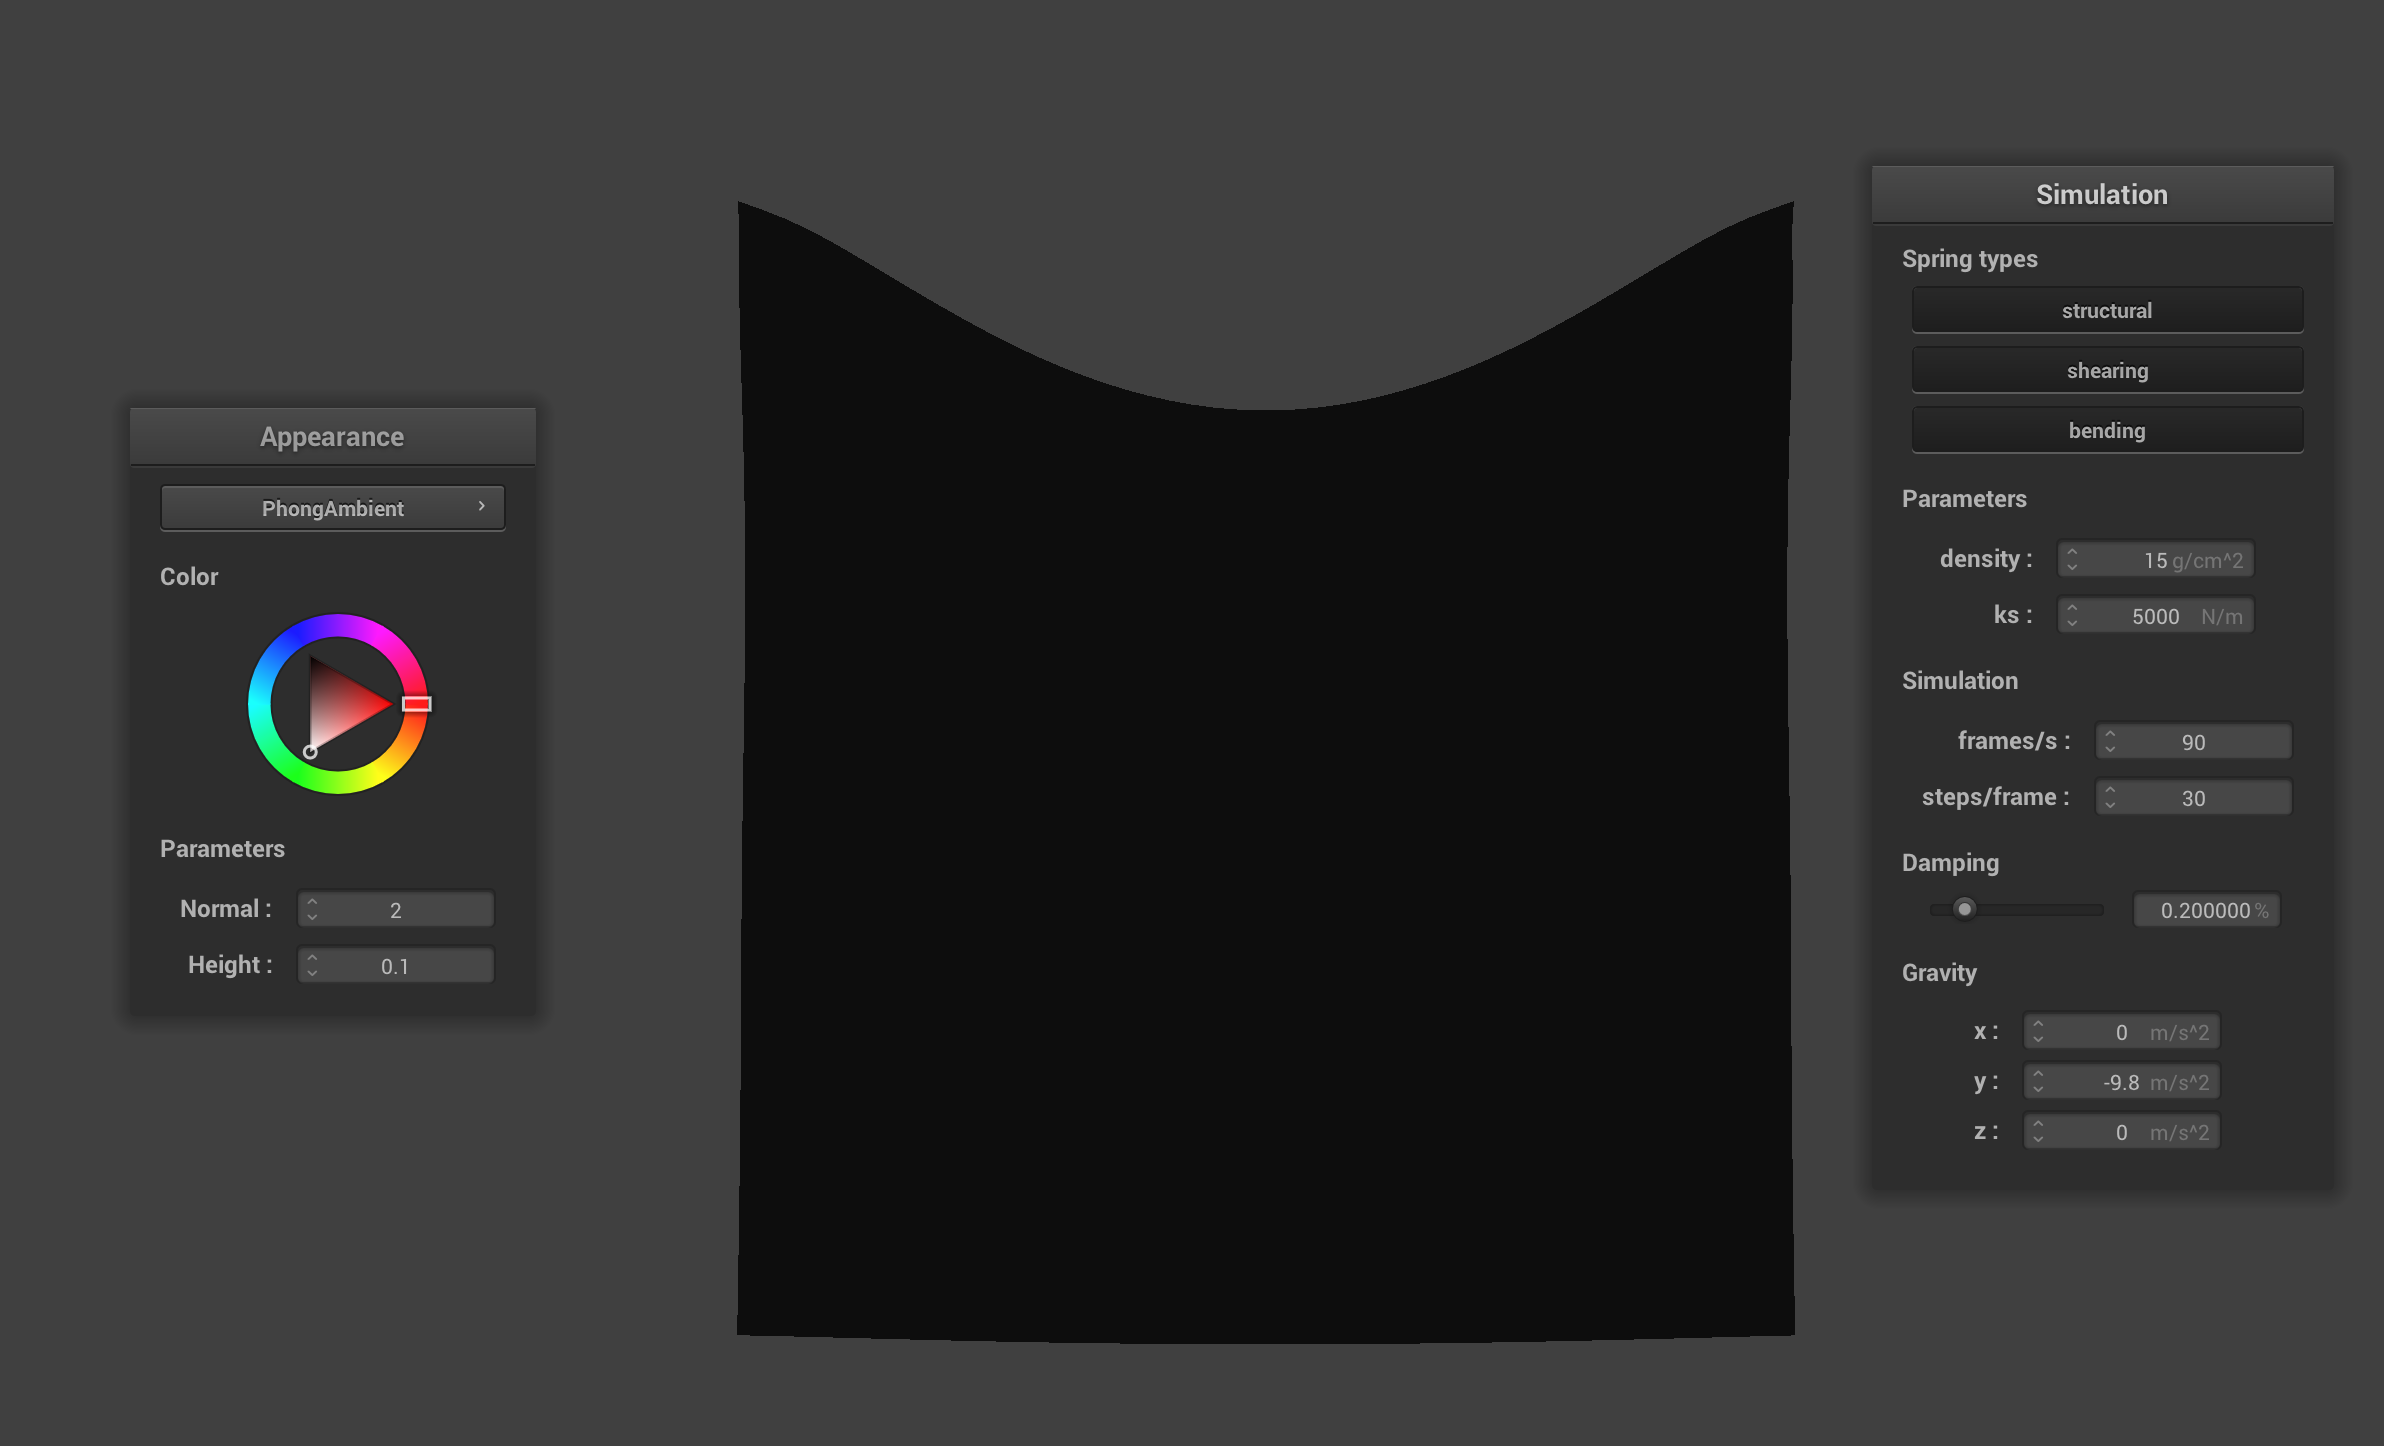 Appearance
PhongAmbient
Color
Parameters
Normal : 2
Height : 0.1
Simulation
Spring types
structural
shearing
bending
Parameters
density : 15 g/cm^2
ks : 5000 N/m
Simulation
frames/s : 90
steps/frame : 30
Damping
0.200000 %
Gravity
x : 0 m/s^2
y : -9.8 m/s^2
z : 0 m/s^2